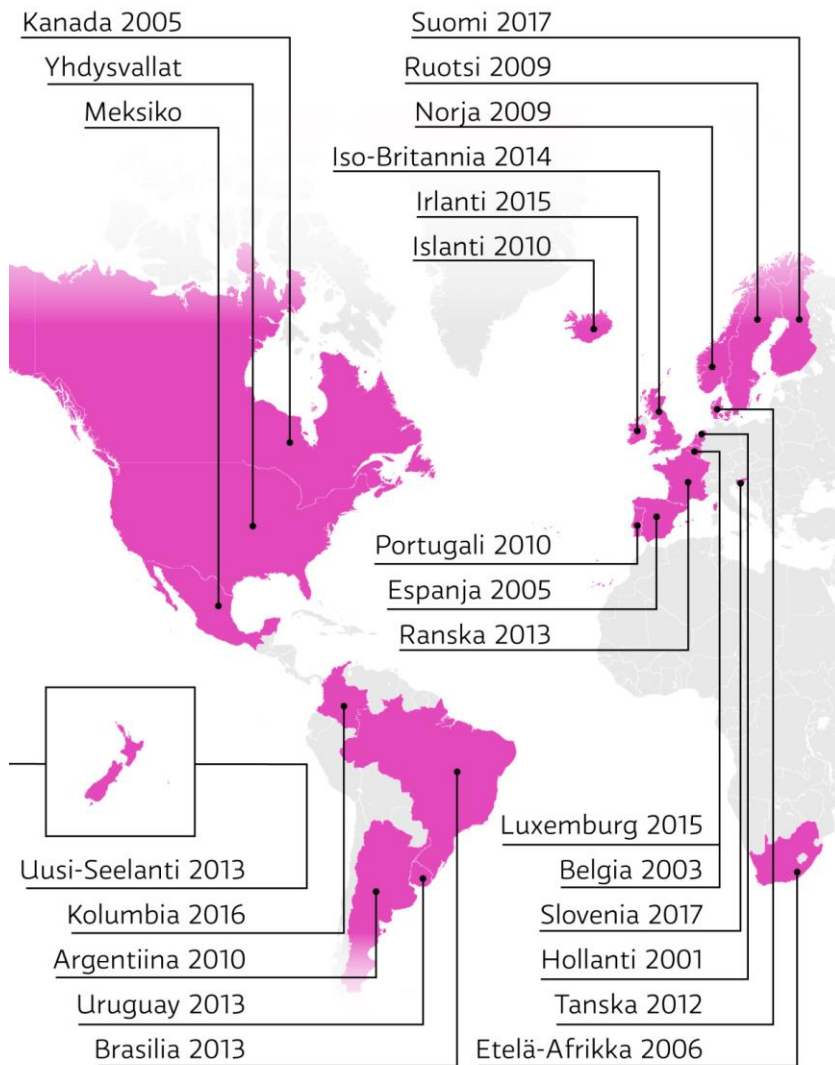 Kanada 2005
Yhdysvallat
Meksiko
Suomi 2017
Ruotsi 2009
Norja 2009
Iso-Britannia 2014
Irlanti 2015
Islanti 2010
Portugali 2010
Espanja 2005
Ranska 2013
Uusi-Seelanti 2013
Kolumbia 2016
Argentiina 2010
Uruguay 2013
Brasilia 2013
Luxemburg 2015
Belgia 2003
Slovenia 2017
Hollanti 2001
Tanska 2012
Etelä-Afrikka 2006